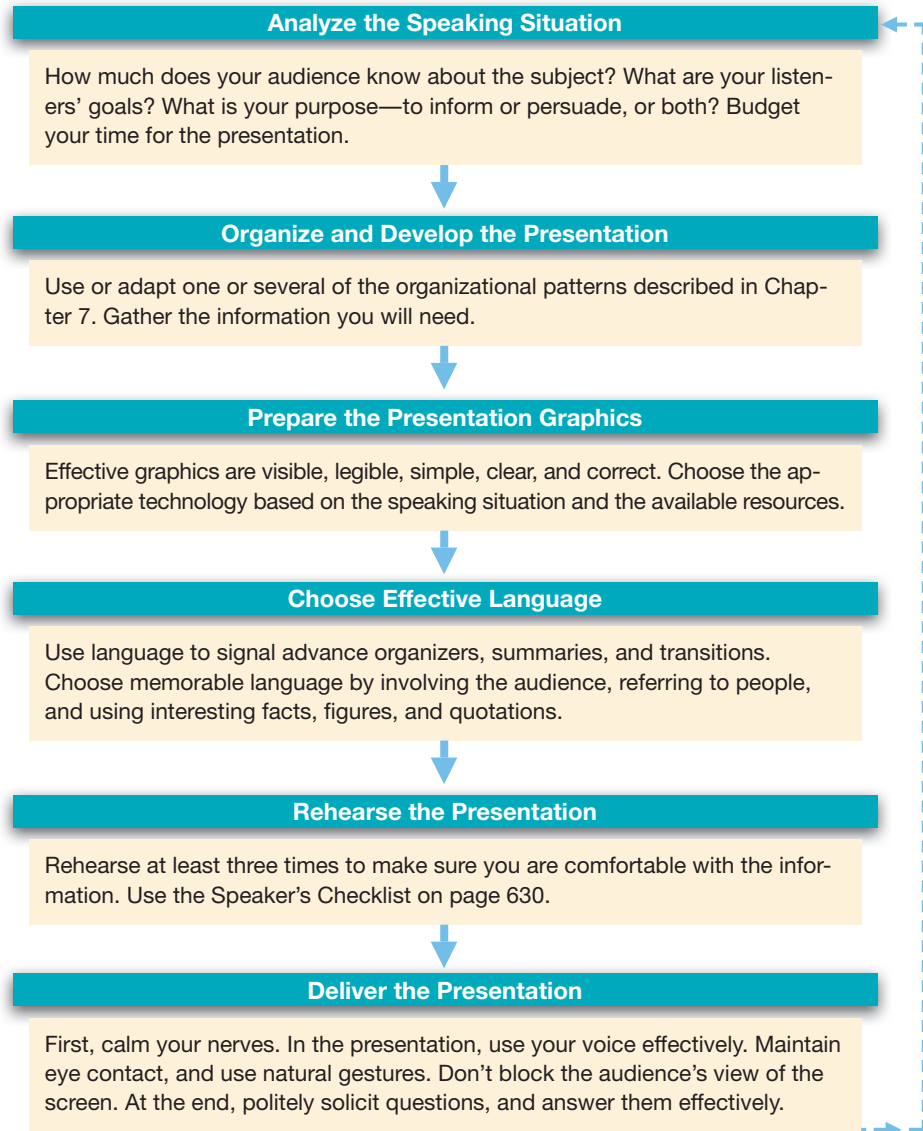 Analyze the Speaking Situation
How much does your audience know about the subject? What are your listen-
ers’ goals? What is your purpose—to inform or persuade, or both? Budget
your time for the presentation.
Organize and Develop the Presentation
Use or adapt one or several of the organizational patterns described in Chap-
ter 7. Gather the information you will need.
Prepare the Presentation Graphics
Effective graphics are visible, legible, simple, clear, and correct. Choose the ap-
propriate technology based on the speaking situation and the available resources.
Choose Effective Language
Use language to signal advance organizers, summaries, and transitions.
Choose memorable language by involving the audience, referring to people,
and using interesting facts, figures, and quotations.
Rehearse the Presentation
Rehearse at least three times to make sure you are comfortable with the infor-
mation. Use the Speaker’s Checklist on page 630.
Deliver the Presentation
First, calm your nerves. In the presentation, use your voice effectively. Maintain
eye contact, and use natural gestures. Don’t block the audience’s view of the
screen. At the end, politely solicit questions, and answer them effectively.